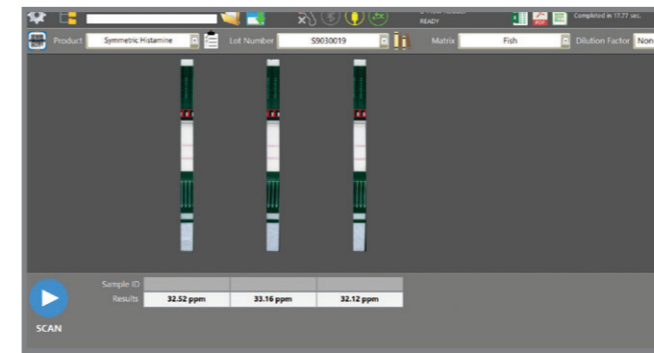 READY
Completed in 17.77 sec.
Product Symmetric Histamine Lot Number S9030019 Matrix Fish Dilution Factor Non
Sample ID
Results 32.52 ppm 33.16 ppm 32.12 ppm
SCAN